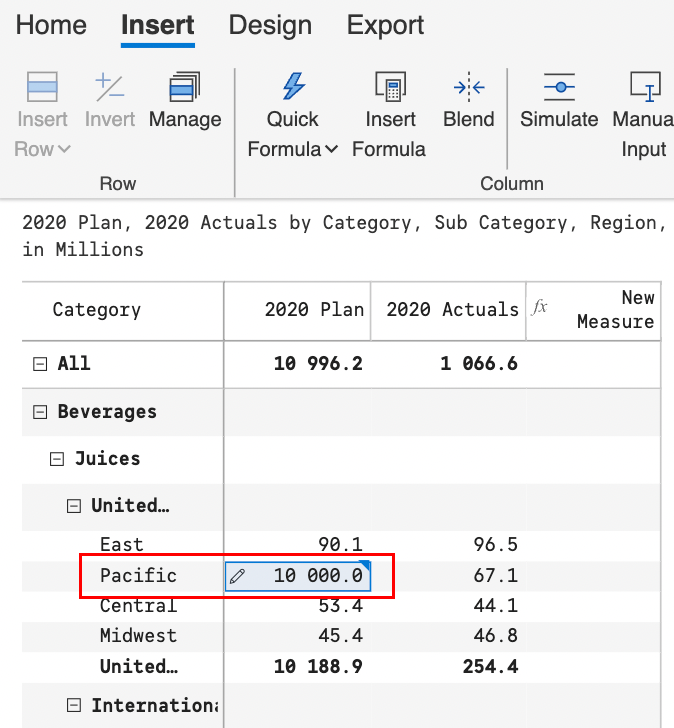 Home Insert Design Export
Insert Invert Manage Quick Insert Blend Simulate Manua
Row Formula Formula Input
Row Column
2020 Plan, 2020 Actuals by Category, Sub Category, Region,
in Millions
Category 2020 Plan 2020 Actuals fx New
Measure
All 10 996.2 1 066.6
Beverages
Juices
United…
East 90.1 96.5
Pacific 10 000.0 67.1
Central 53.4 44.1
Midwest 45.4 46.8
United… 10 188.9 254.4
Internationa